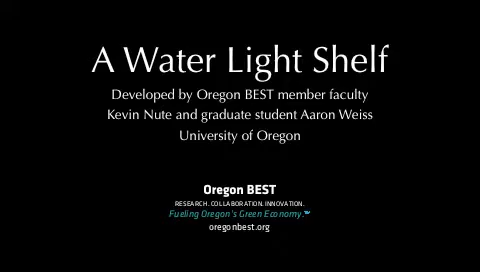 A Water Light Shelf
Developed by Oregon BEST member faculty
Kevin Nute and graduate student Aaron Weiss
University of Oregon
Oregon BEST
RESEARCH. COLLABORATION. INNOVATION.
Fueling Oregon's Green Economy.
oregonbest.org